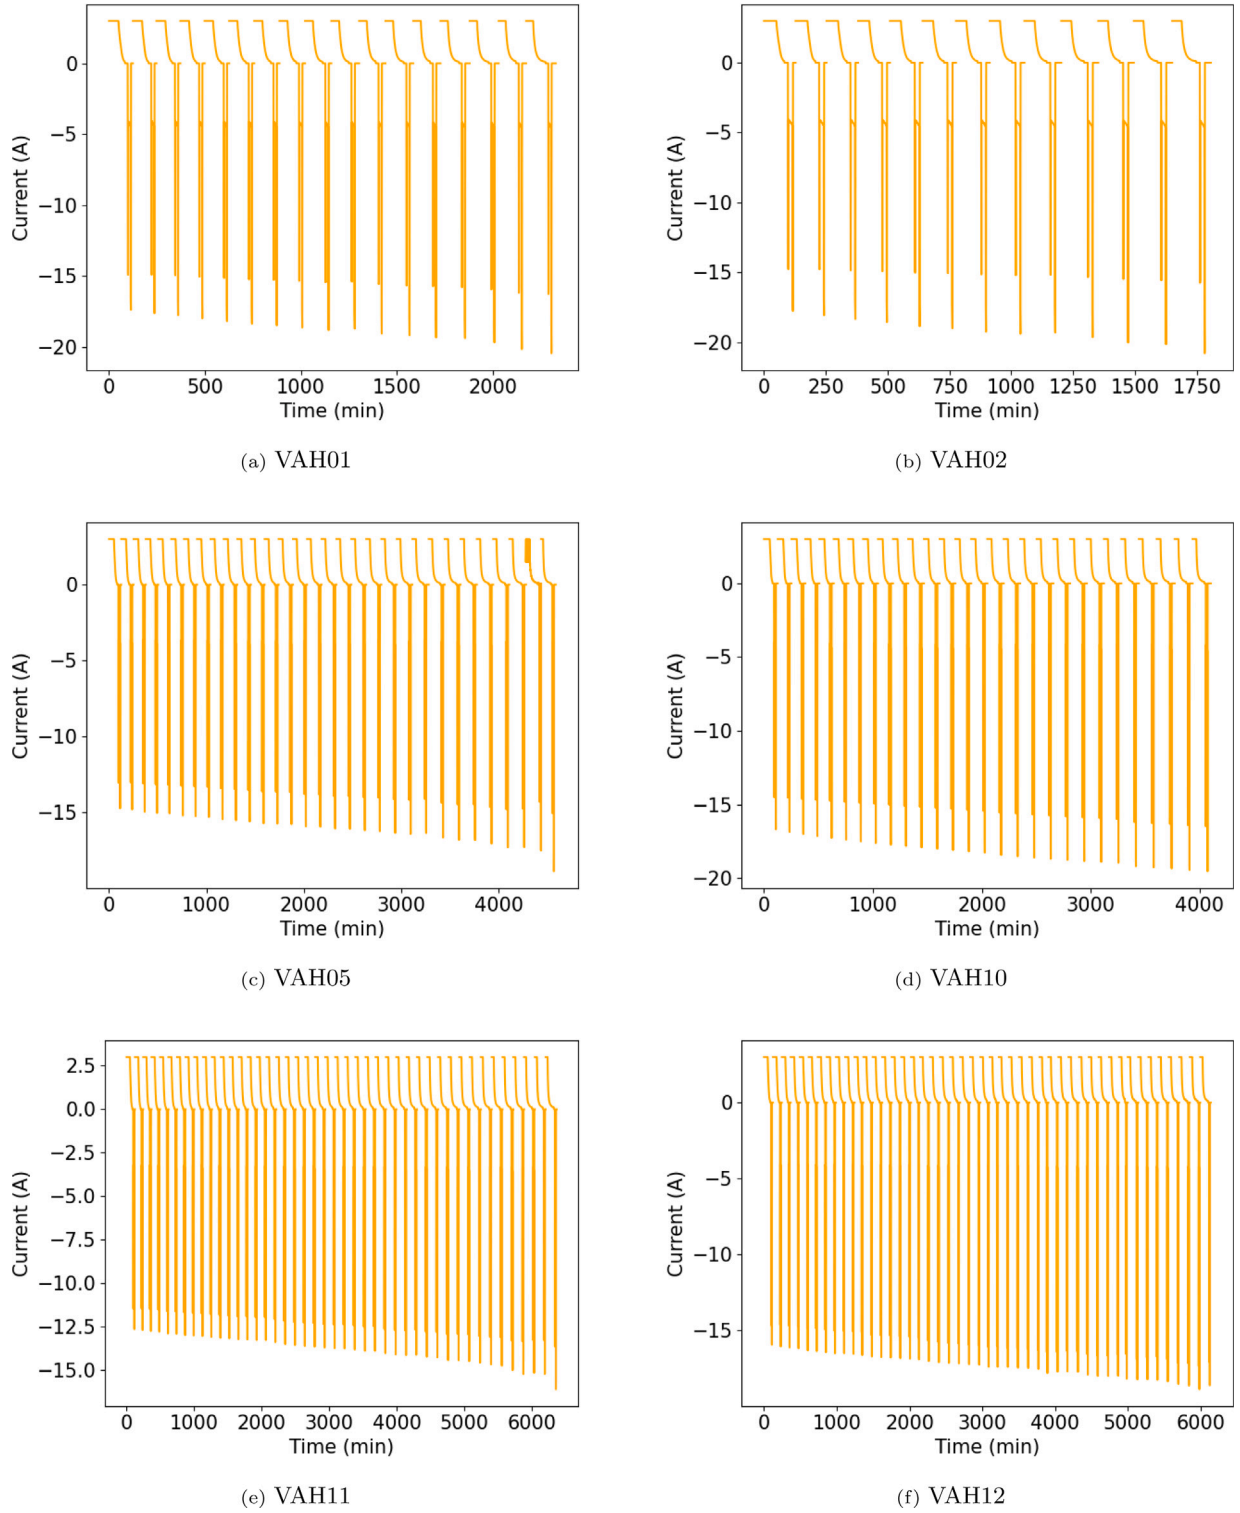 0
−5
−10
−15
−20
Current (A)
0 500 1000 1500 2000
Time (min)
(a) VAH01
0
−5
−10
−15
−20
Current (A)
0 250 500 750 1000 1250 1500 1750
Time (min)
(b) VAH02
0
−5
−10
−15
Current (A)
0 1000 2000 3000 4000
Time (min)
(c) VAH05
0
−5
−10
−15
−20
Current (A)
0 1000 2000 3000 4000
Time (min)
(d) VAH10
2.5
0.0
−2.5
−5.0
−7.5
−10.0
−12.5
−15.0
Current (A)
0 1000 2000 3000 4000 5000 6000
Time (min)
(e) VAH11
0
−5
−10
−15
Current (A)
0 1000 2000 3000 4000 5000 6000
Time (min)
(f) VAH12